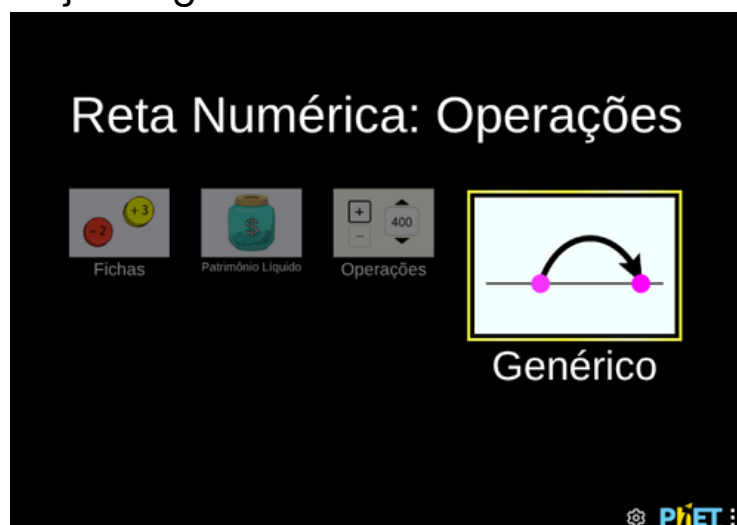 Reta Numérica: Operações
-2
+3
$
+
400
-
Fichas
Patrimônio Líquido
Operações
Genérico
PhET